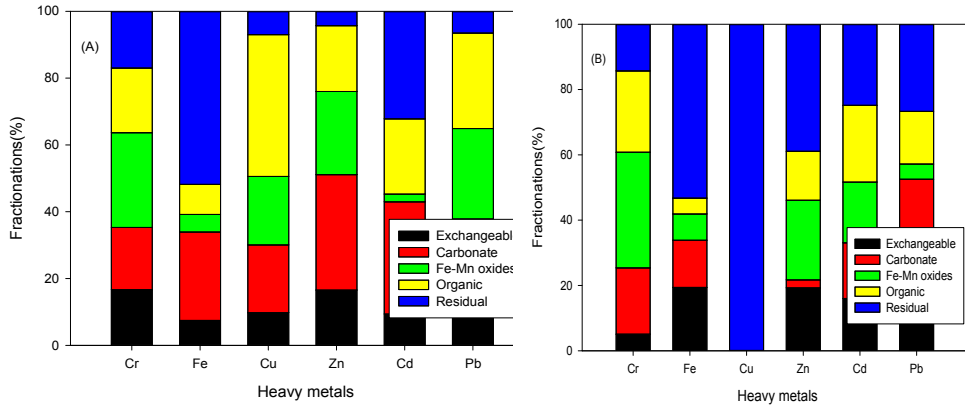 (A)
Fractionations(%)
100
80
60
40
20
0
Exchangeabl
Carbonate
Fe-Mn oxides
Organic
Residual
Cr Fe Cu Zn Cd Pb
Heavy metals
(B)
Fractionations(%)
100
80
60
40
20
0
Exchangeable
Carbonate
Fe-Mn oxides
Organic
Residual
Cr Fe Cu Zn Cd Pb
Heavy metals